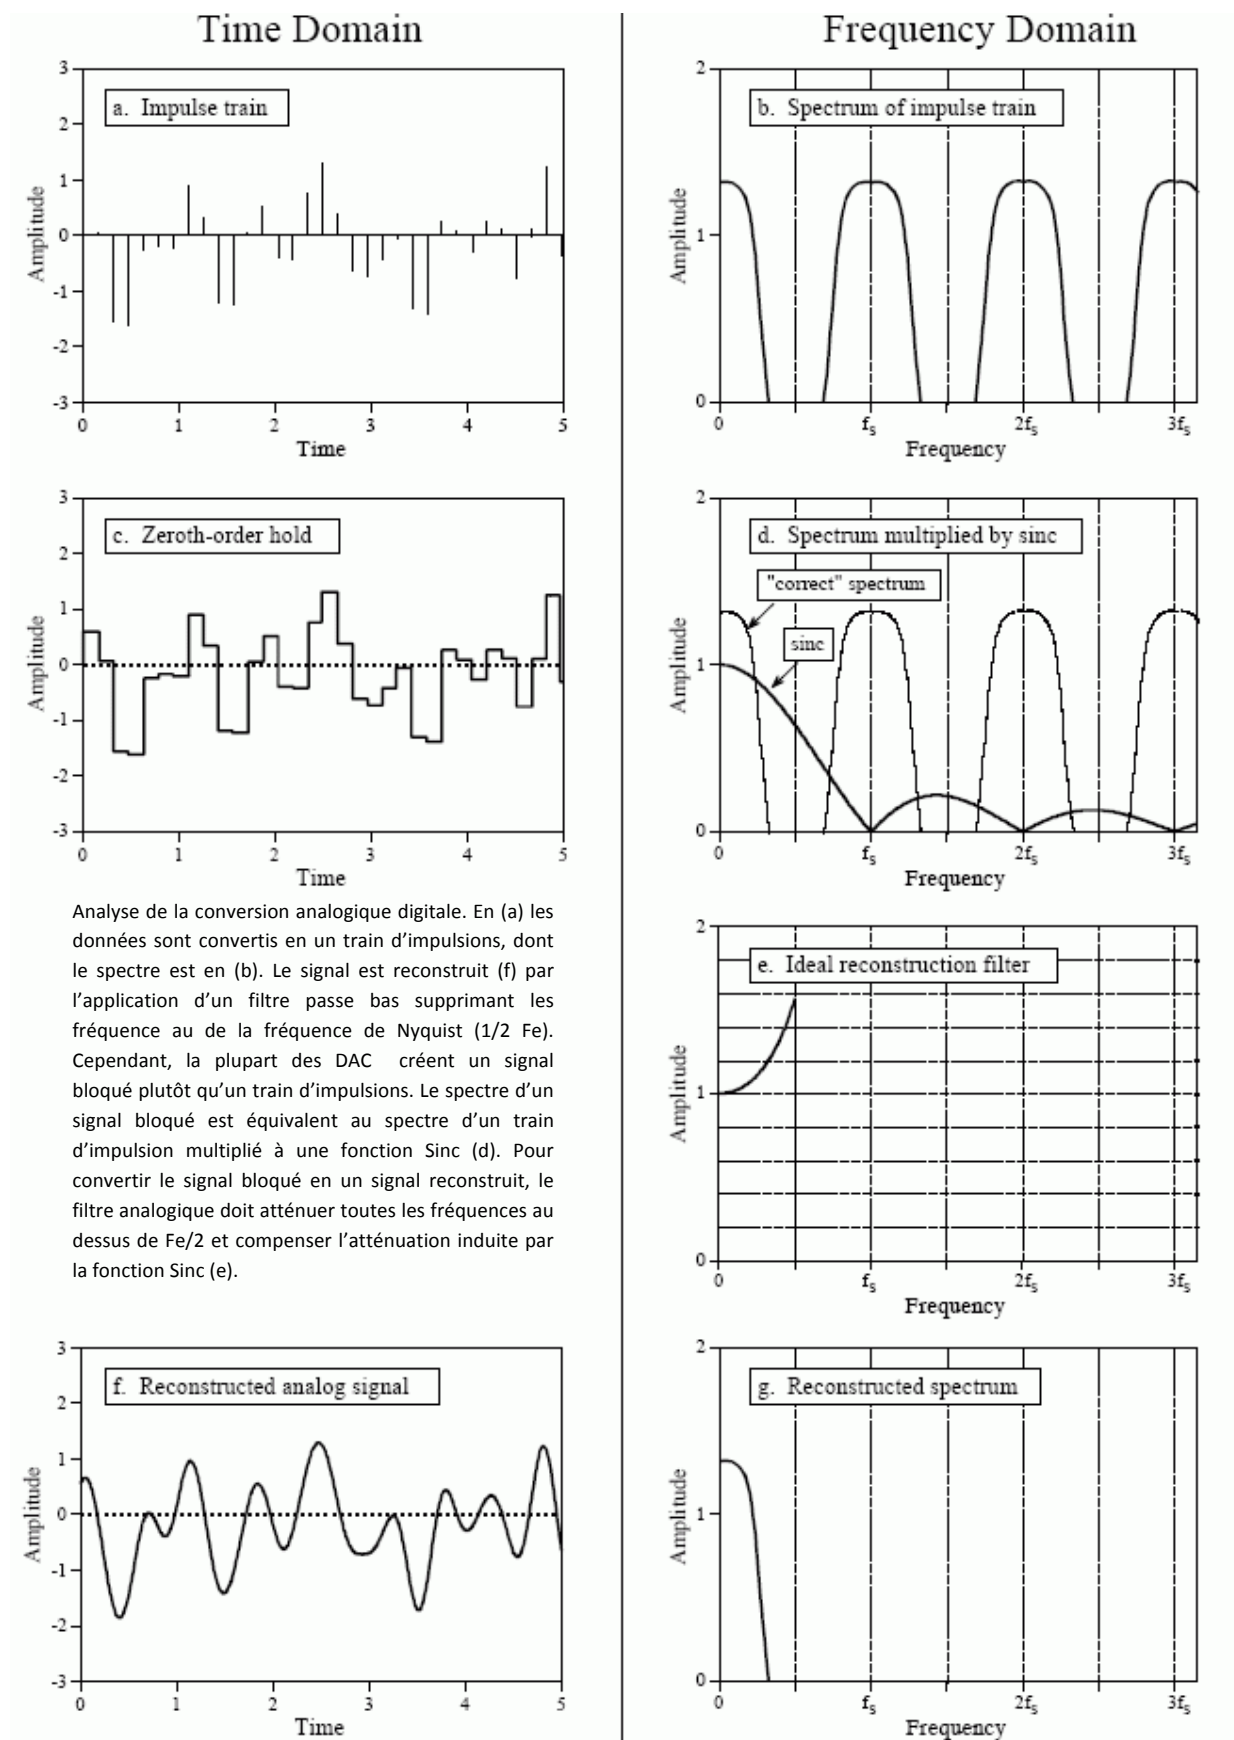 Time Domain
Frequency Domain
3
2
1
0
-1
-2
-3
Amplitude
a. Impulse train
0 1 2 3 4 5
Time
2
1
0
Amplitude
b. Spectrum of impulse train
0 fs 2fs 3fs
Frequency
3
2
1
0
-1
-2
-3
Amplitude
c. Zeroth-order hold
0 1 2 3 4 5
Time
2
1
0
Amplitude
d. Spectrum multiplied by sinc
"correct" spectrum
sinc
0 fs 2fs 3fs
Frequency
Analyse de la conversion analogique digitale. En (a) les
données sont convertis en un train d’impulsions, dont
le spectre est en (b). Le signal est reconstruit (f) par
l’application d’un filtre passe bas supprimant les
fréquence au de la fréquence de Nyquist (1/2 Fe).
Cependant, la plupart des DAC créent un signal
bloqué plutôt qu’un train d’impulsions. Le spectre d’un
signal bloqué est équivalent au spectre d’un train
d’impulsion multiplié à une fonction Sinc (d). Pour
convertir le signal bloqué en un signal reconstruit, le
filtre analogique doit atténuer toutes les fréquences au
dessus de Fe/2 et compenser l’atténuation induite par
la fonction Sinc (e).
2
1
0
Amplitude
e. Ideal reconstruction filter
0 fs 2fs 3fs
Frequency
3
2
1
0
-1
-2
-3
Amplitude
f. Reconstructed analog signal
0 1 2 3 4 5
Time
2
1
0
Amplitude
g. Reconstructed spectrum
0 fs 2fs 3fs
Frequency